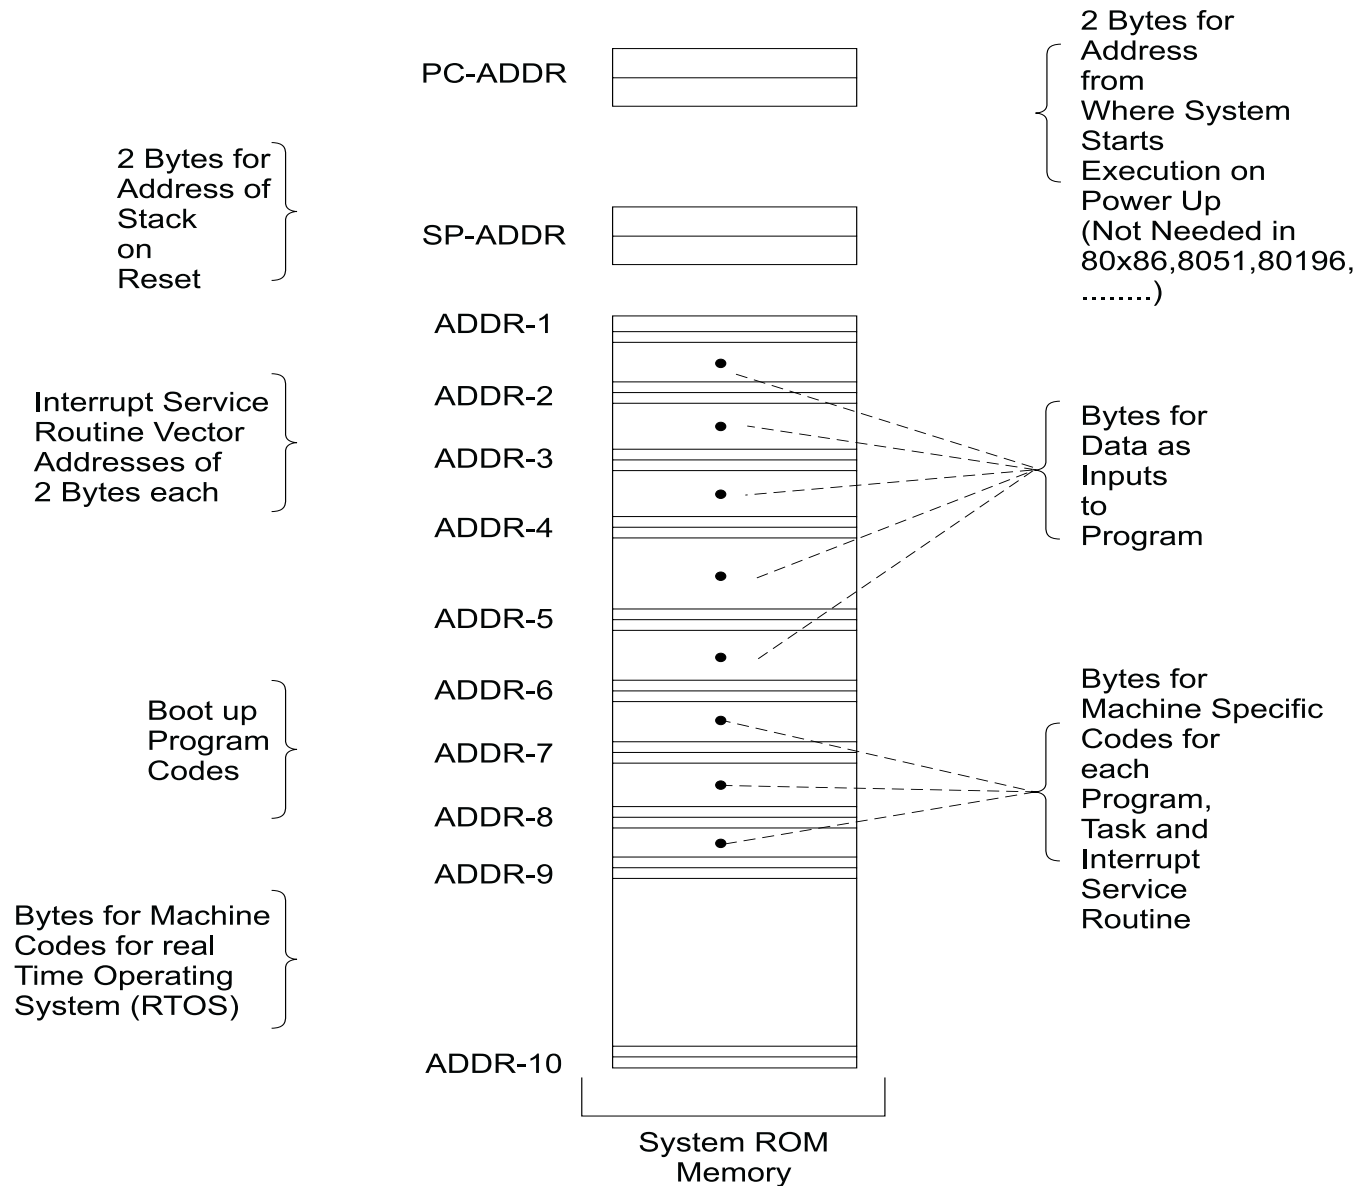 2 Bytes for
Address
from
Where System
Starts
Execution on
Power Up
(Not Needed in
80x86,8051,80196,
........)
PC-ADDR
2 Bytes for
Address of
Stack
on
Reset
SP-ADDR
ADDR-1
ADDR-2
ADDR-3
ADDR-4
ADDR-5
ADDR-6
ADDR-7
ADDR-8
ADDR-9
ADDR-10
Interrupt Service
Routine Vector
Addresses of
2 Bytes each
Bytes for
Data as
Inputs
to
Program
Boot up
Program
Codes
Bytes for
Machine Specific
Codes for
each
Program,
Task and
Interrupt
Service
Routine
Bytes for Machine
Codes for real
Time Operating
System (RTOS)
System ROM
Memory